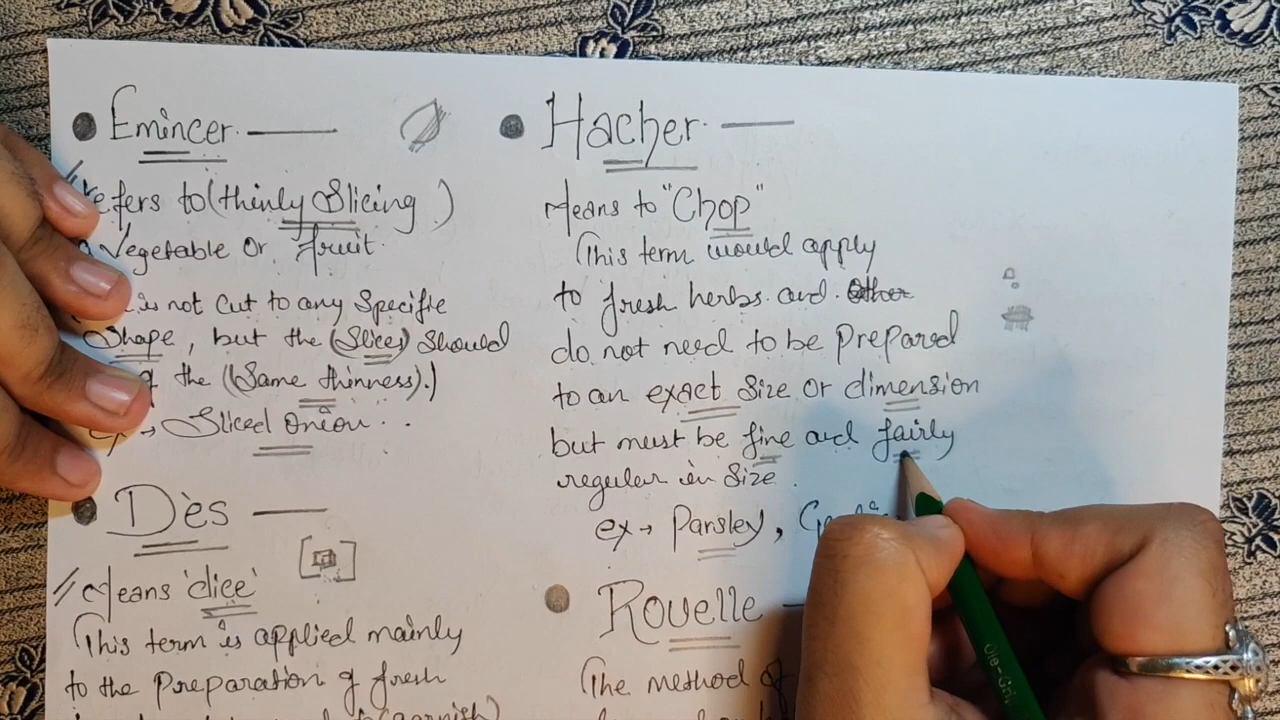 Emincer
refers to (thinly Slicing)
Vegetable or fruit.
is not cut to any Specific
Shape, but the (Slices) should
the (Same thinness).)
→ Sliced Onion..
Dès
Means 'dice'
This term is applied mainly
to the Preparation of fresh
Hacher
Means to "Chop"
This term would apply
to fresh herbs and Other
do not need to be prepared
to an exact size or dimension
but must be fine and fairly
regular in size.
ex → Parsley,
Rouelle
The method of